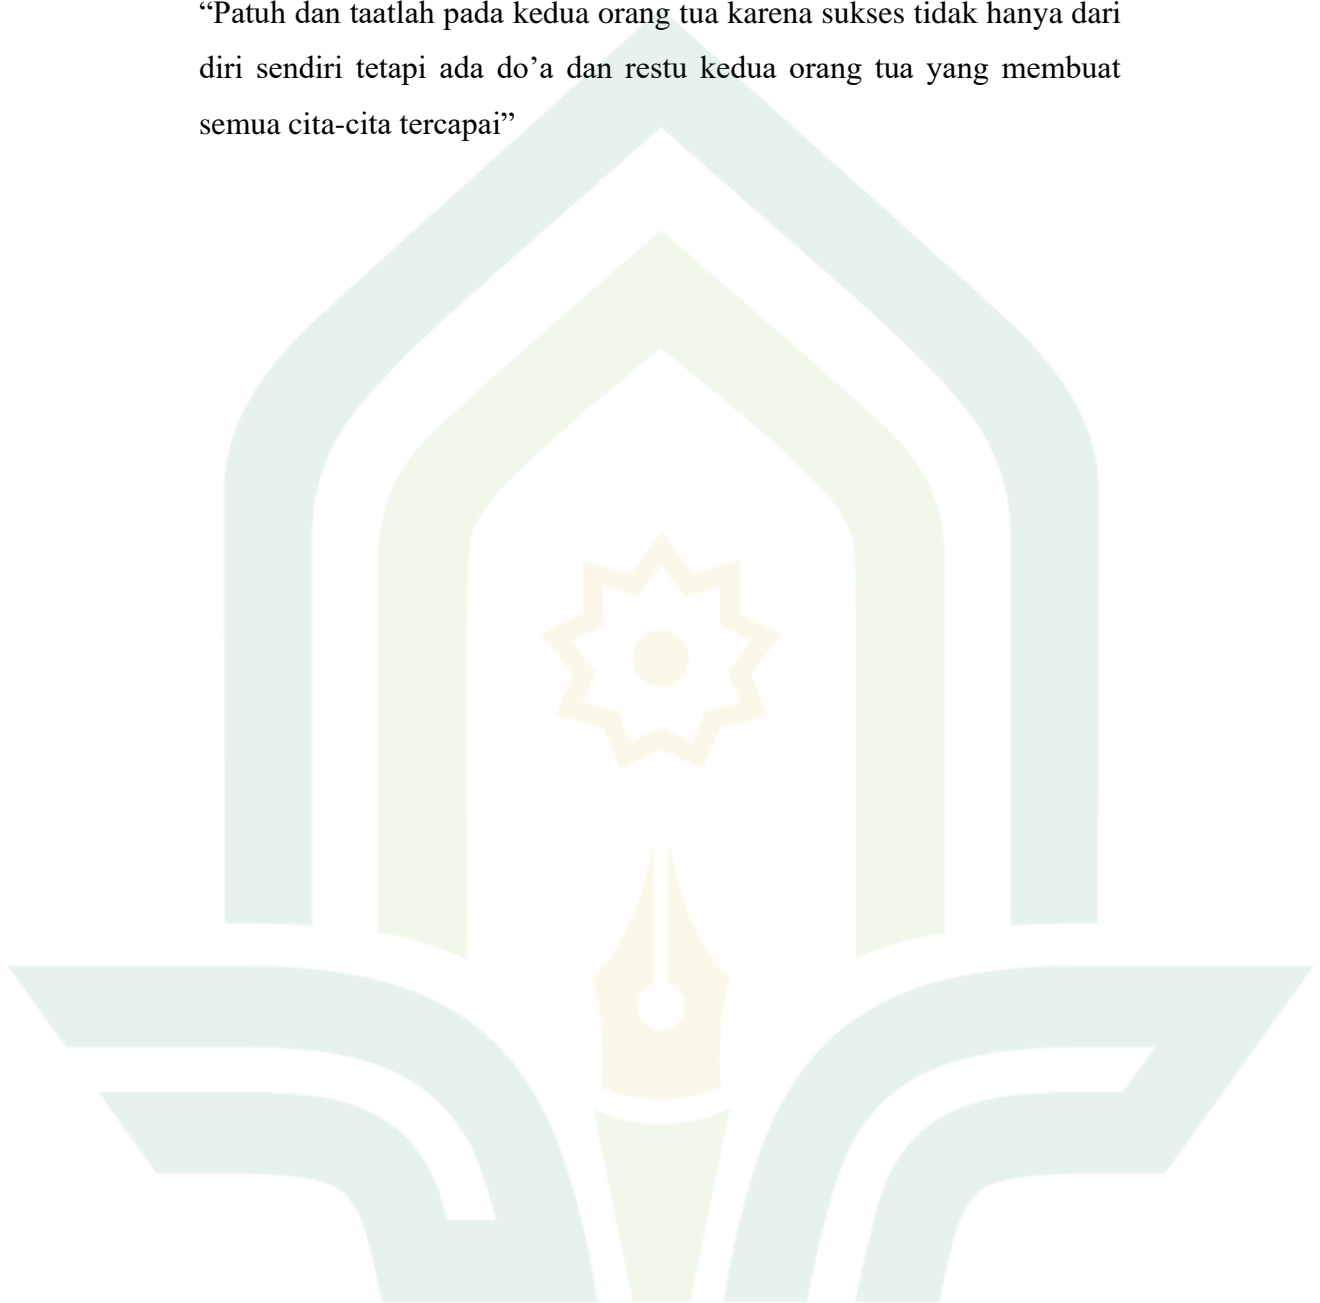 “Patuh dan taatlah pada kedua orang tua karena sukses tidak hanya dari
diri sendiri tetapi ada do’a dan restu kedua orang tua yang membuat
semua cita-cita tercapai”